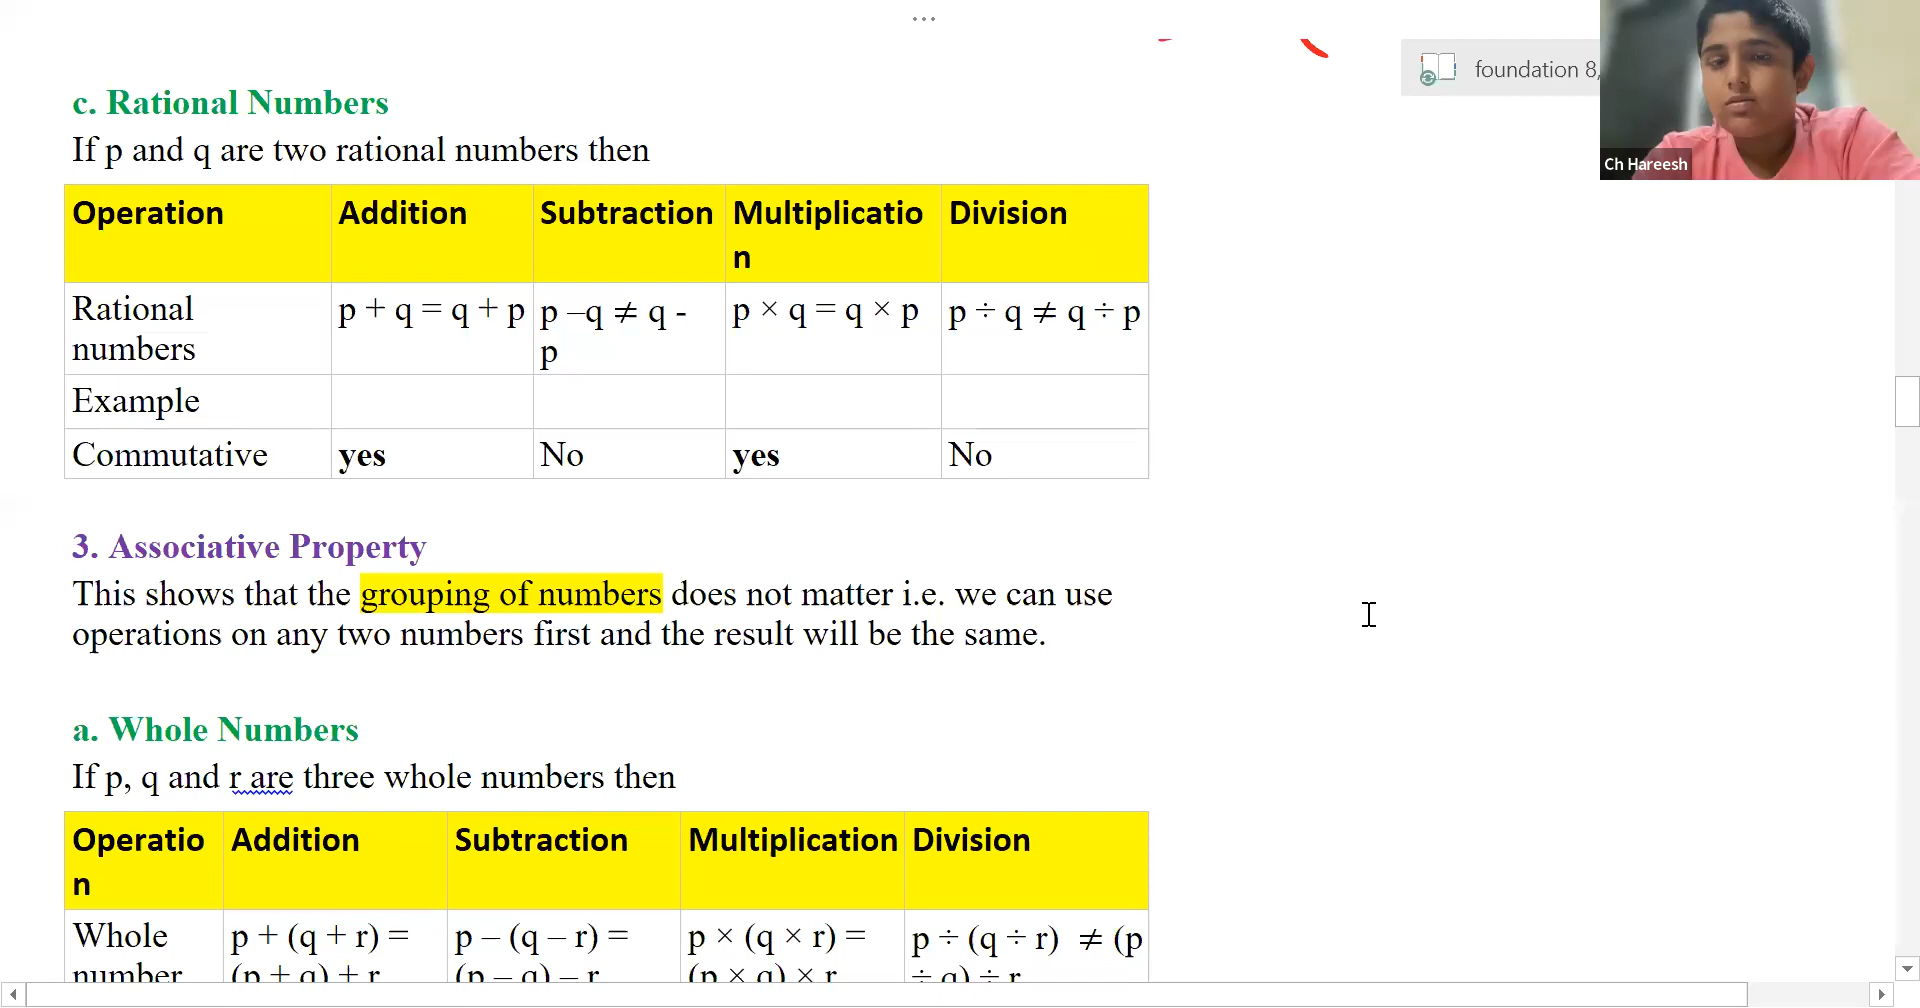 ...
foundation 8,
Ch Hareesh
c. Rational Numbers
If p and q are two rational numbers then
Operation Addition Subtraction Multiplicatio Division
n
Rational p + q = q + p p –q ≠ q - p × q = q × p p ÷ q ≠ q ÷ p
numbers p
Example
Commutative yes No yes No
3. Associative Property
This shows that the grouping of numbers does not matter i.e. we can use
operations on any two numbers first and the result will be the same.
a. Whole Numbers
If p, q and r are three whole numbers then
Operatio Addition Subtraction Multiplication Division
n
Whole p + (q + r) = p – (q – r) = p × (q × r) = p ÷ (q ÷ r) ≠ (p
number (p + q) + r (p – q) – r (p × q) × r ÷ q) ÷ r